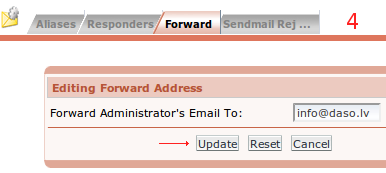 Aliases Responders Forward Sendmail Rej ... 4
Editing Forward Address
Forward Administrator's Email To: info@daso.lv
Update Reset Cancel